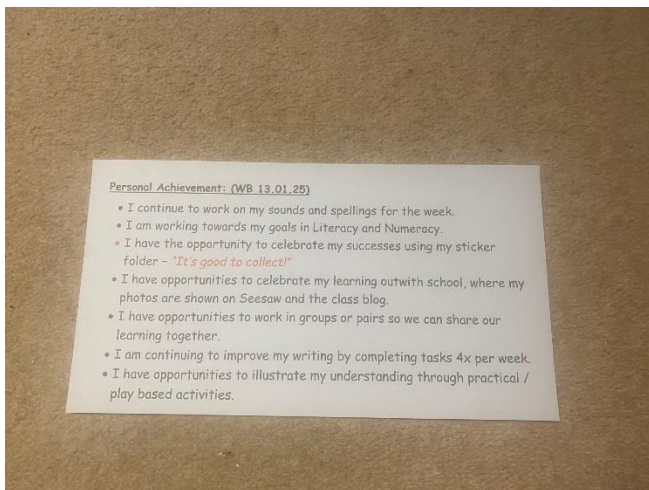 Personal Achievement: (WB 13.01.25)
• I continue to work on my sounds and spellings for the week.
• I am working towards my goals in Literacy and Numeracy.
• I have the opportunity to celebrate my successes using my sticker
folder – "It's good to collect!"
• I have opportunities to celebrate my learning outwith school, where my
photos are shown on Seesaw and the class blog.
• I have opportunities to work in groups or pairs so we can share our
learning together.
• I am continuing to improve my writing by completing tasks 4x per week.
• I have opportunities to illustrate my understanding through practical /
play based activities.